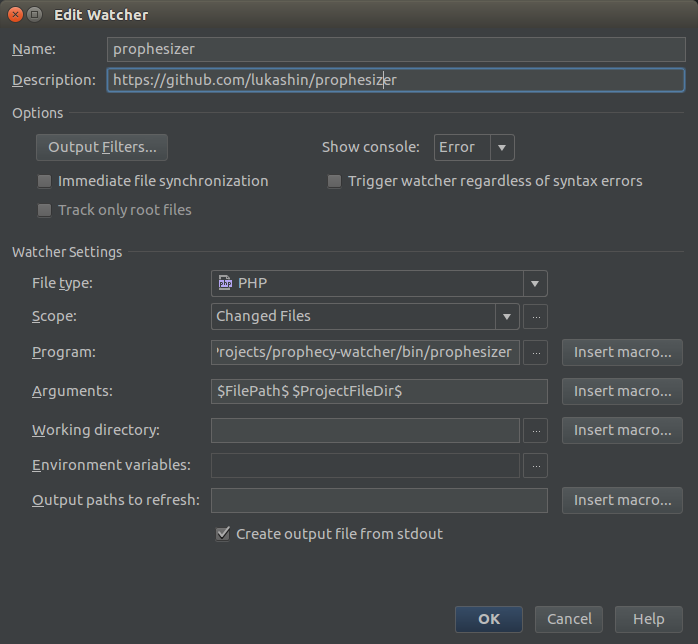 Edit Watcher
Name: prophesizer
Description: https://github.com/lukashin/prophesizer
Options
Output Filters... Show console: Error
Immediate file synchronization Trigger watcher regardless of syntax errors
Track only root files
Watcher Settings
File type: PHP
Scope: Changed Files ...
Program: rojects/prophecy-watcher/bin/prophesizer ... Insert macro...
Arguments: $FilePath$ $ProjectFileDir$ Insert macro...
Working directory: ... Insert macro...
Environment variables: ...
Output paths to refresh: Insert macro...
Create output file from stdout
OK Cancel Help